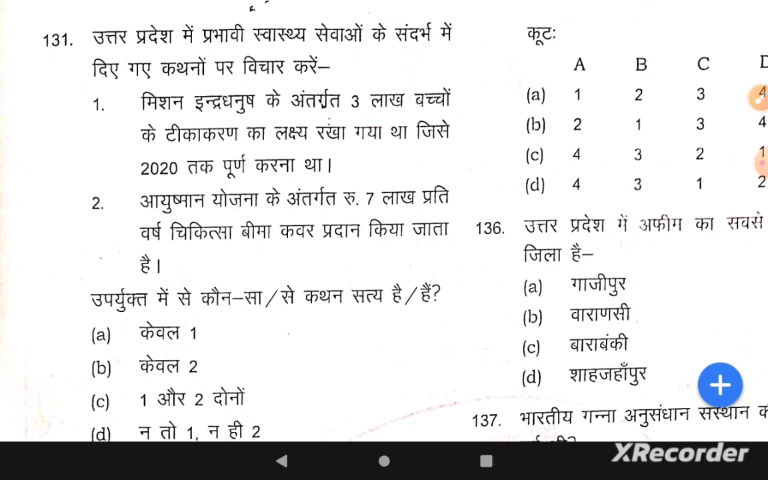 131. उत्तर प्रदेश में प्रभावी स्वास्थ्य सेवाओं के संदर्भ में
दिए गए कथनों पर विचार करें–
1. मिशन इन्द्रधनुष के अंतर्गत 3 लाख बच्चों
के टीकाकरण का लक्ष्य रखा गया था जिसे
2020 तक पूर्ण करना था।
2. आयुष्मान योजना के अंतर्गत रु. 7 लाख प्रति
वर्ष चिकित्सा बीमा कवर प्रदान किया जाता
है।
उपर्युक्त में से कौन–सा/से कथन सत्य है/हैं?
(a) केवल 1
(b) केवल 2
(c) 1 और 2 दोनों
(d) न तो 1, न ही 2
कूटः
A B C D
(a) 1 2 3 4
(b) 2 1 3 4
(c) 4 3 2 1
(d) 4 3 1 2
136. उत्तर प्रदेश में अफीम का सबसे
जिला है–
(a) गाजीपुर
(b) वाराणसी
(c) बाराबंकी
(d) शाहजहाँपुर
137. भारतीय गन्ना अनुसंधान संस्थान
XRecorder